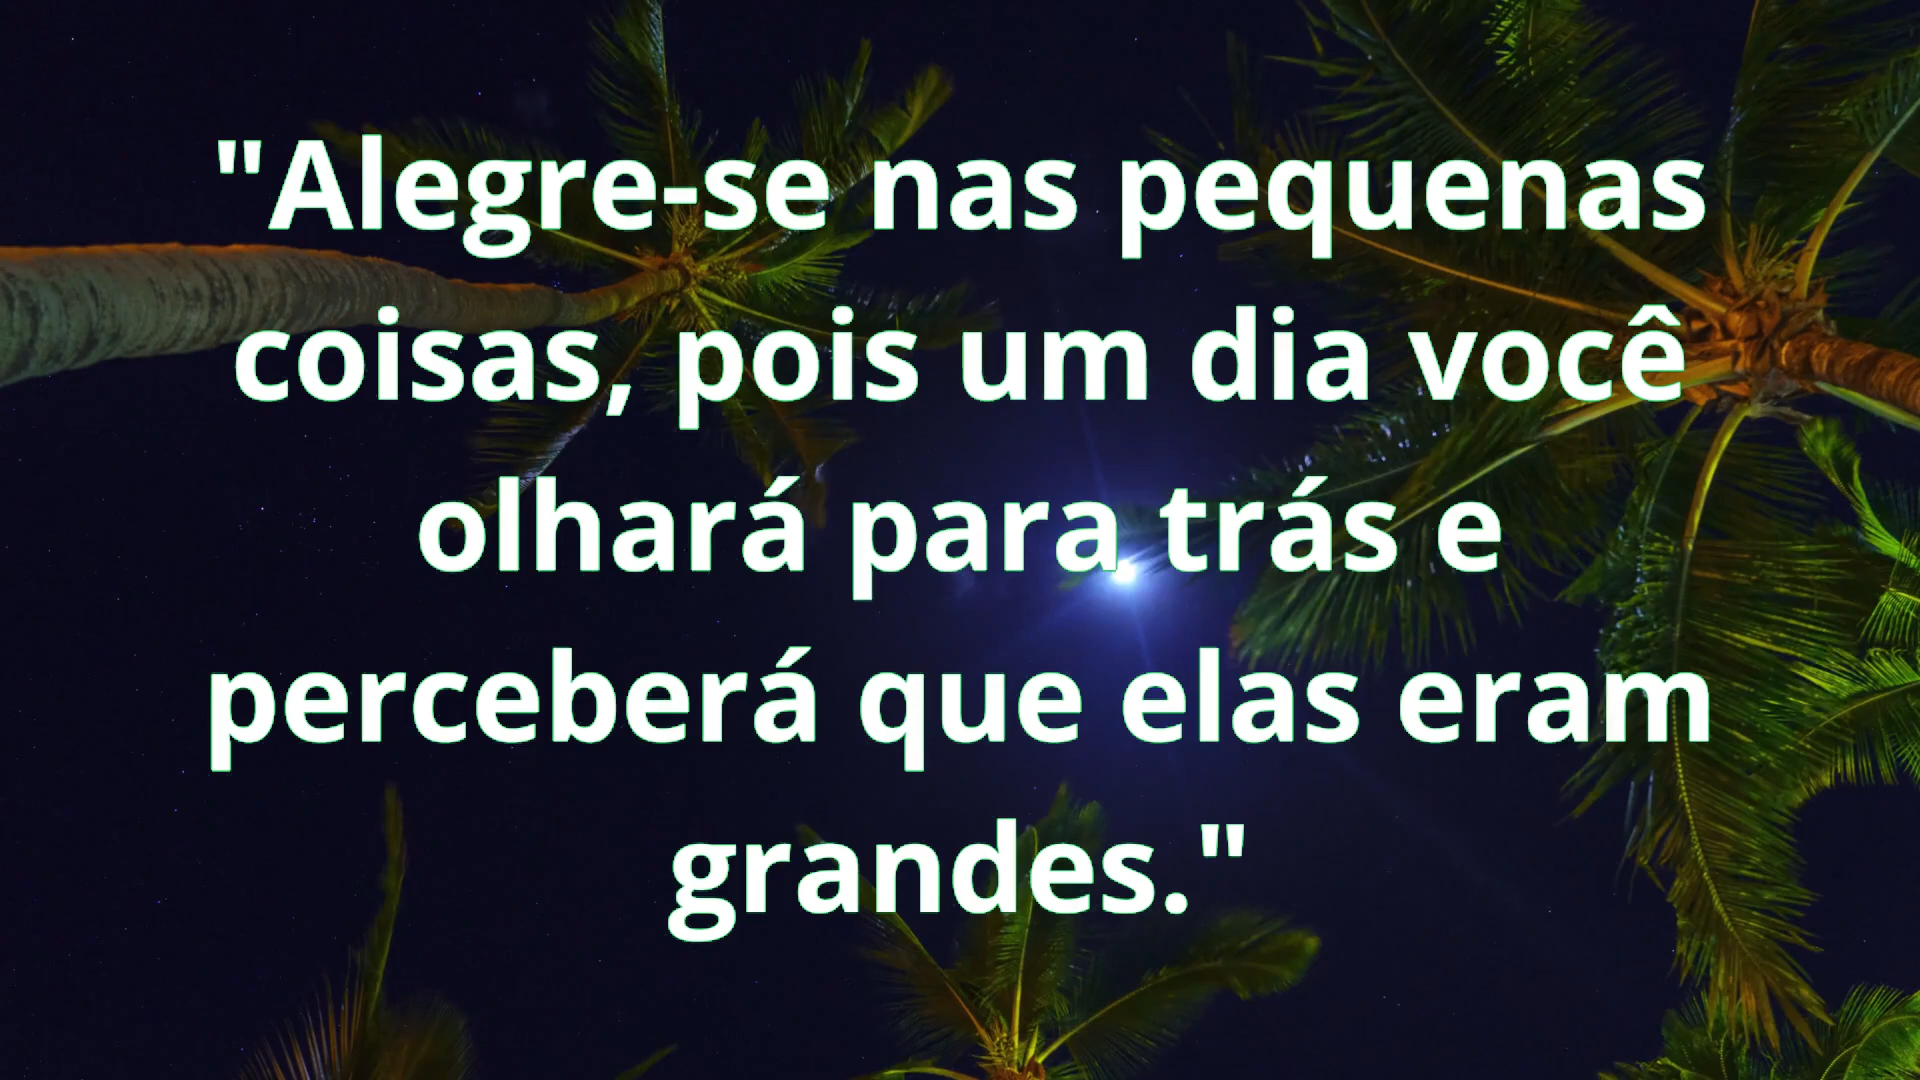 "Alegre-se nas pequenas
coisas, pois um dia você
olhará para trás e
perceberá que elas eram
grandes."